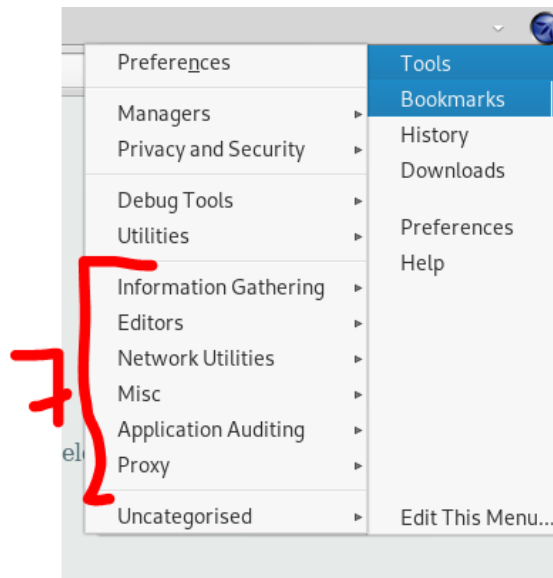 Preferences
Managers
Privacy and Security
Debug Tools
Utilities
Information Gathering
Editors
Network Utilities
Misc
Application Auditing
Proxy
Uncategorised
Tools
Bookmarks
History
Downloads
Preferences
Help
Edit This Menu...
7
el